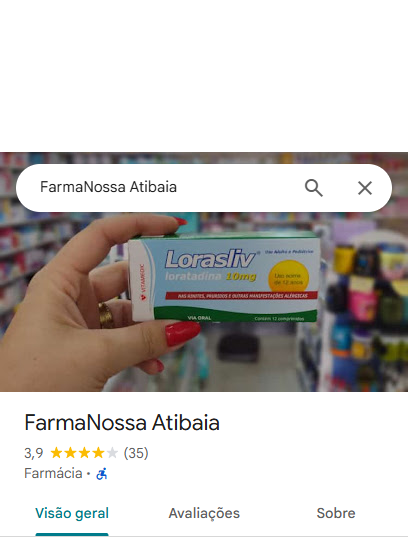 FarmaNossa Atibaia
Lorasliv
Uso Adulto e Pediátrico
loratadina 10mg
Uso acima
de 12 anos
VITAMEDIC
NAS RINITES, PRURIDOS E OUTRAS MANIFESTAÇÕES ALÉRGICAS
VIA ORAL
Contém 12 comprimidos
FarmaNossa Atibaia
3,9 (35)
Farmácia ·
Visão geral Avaliações Sobre